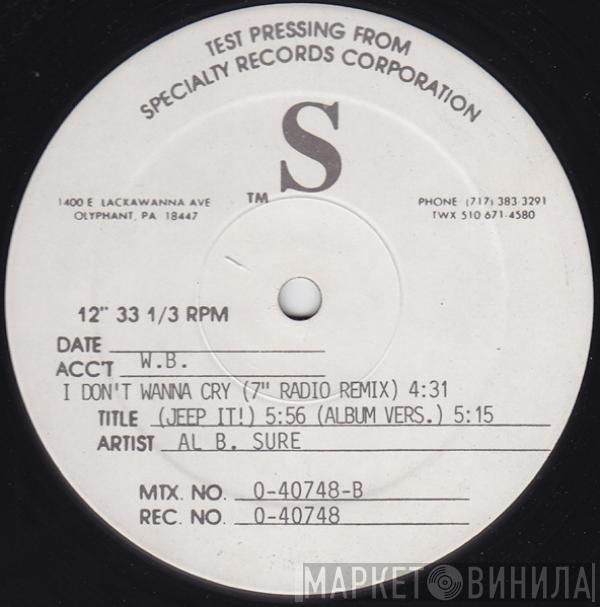 TEST PRESSING FROM
SPECIALTY RECORDS CORPORATION
S
TM
1400 E LACKAWANNA AVE
OLYPHANT, PA 18447
PHONE (717) 383-3291
TWX 510 671-4580
12" 33 1/3 RPM
DATE
ACC'T W.B.
I DON'T WANNA CRY (7" RADIO REMIX) 4:31
TITLE (JEEP IT!) 5:56 (ALBUM VERS.) 5:15
ARTIST AL B. SURE
MTX. NO. 0-40748-B
REC. NO. 0-40748
МАРКЕТ ВИНИЛА